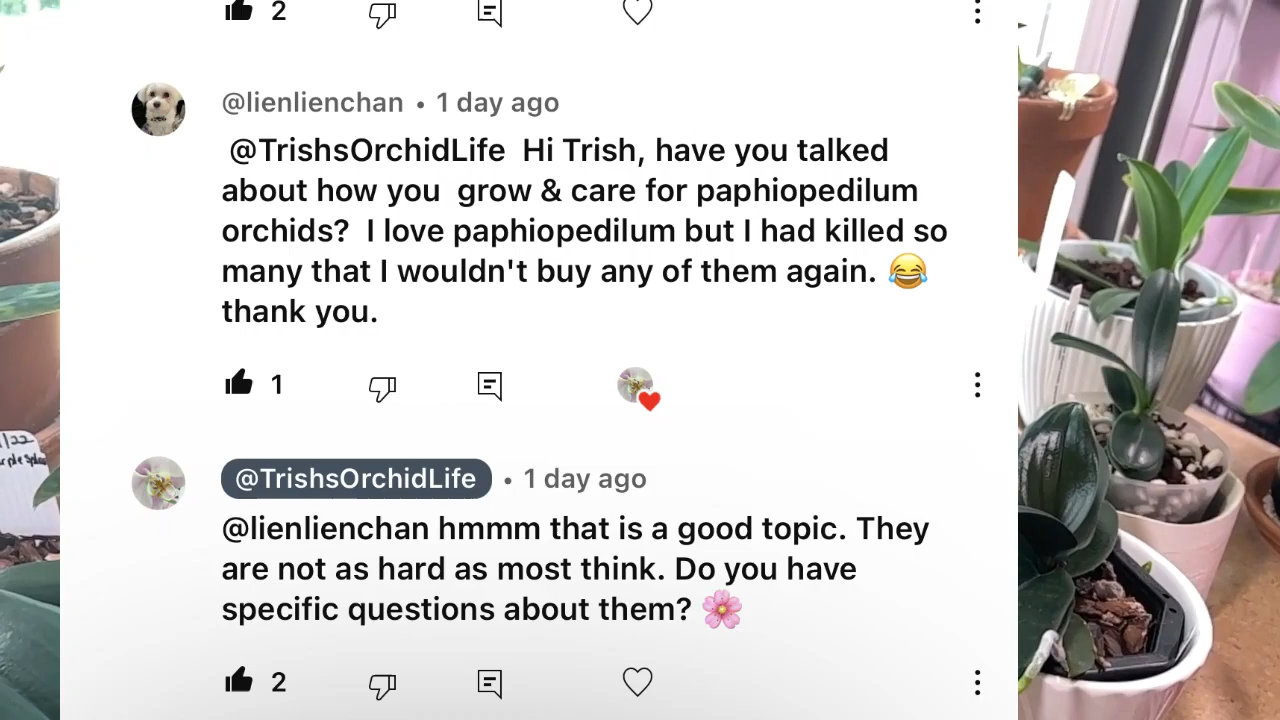 2
@lienlienchan • 1 day ago
@TrishsOrchidLife Hi Trish, have you talked
about how you grow & care for paphiopedilum
orchids? I love paphiopedilum but I had killed so
many that I wouldn't buy any of them again. 😂
thank you.
1
@TrishsOrchidLife • 1 day ago
@lienlienchan hmmm that is a good topic. They
are not as hard as most think. Do you have
specific questions about them? 🌸
2